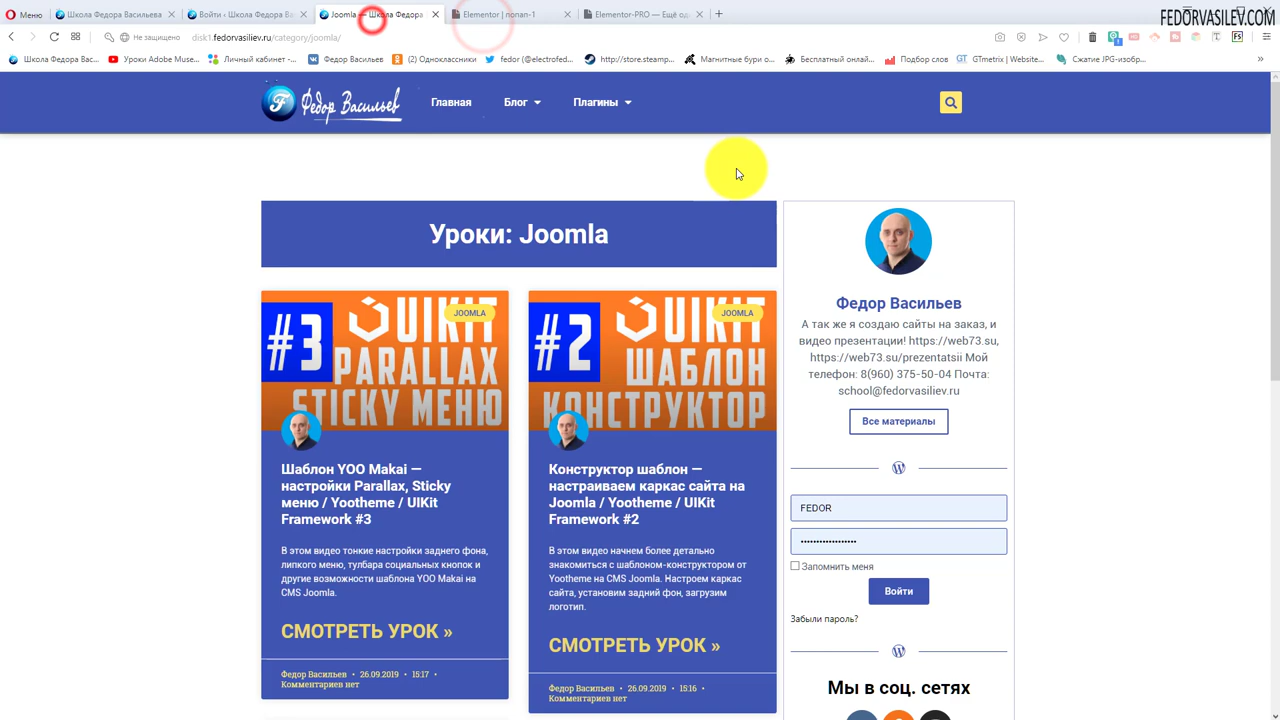 FEDORVASILEV.COM
Меню
Школа Федора Васильева
Войти ‹ Школа Федора Ва
Joomla — Школа Федора
Elementor | nonan-1
Elementor-PRO — Ещё од
Не защищено
disk1.fedorvasiliev.ru/category/joomla/
Школа Федора Вас...
Уроки Adobe Muse...
Личный кабинет -...
Федор Васильев
(2) Одноклассники
fedor (@electrofed...
http://store.steamp...
Магнитные бури о...
Бесплатный онлай...
Подбор слов
GTmetrix | Website...
Сжатие JPG-изобр...
Федор Васильев
Главная
Блог
Плагины
Уроки: Joomla
#3
UIKIT
PARALLAX
STICKY МЕНЮ
JOOMLA
Шаблон YOO Makai —
настройки Parallax, Sticky
меню / Yootheme / UIKit
Framework #3
В этом видео тонкие настройки заднего фона,
липкого меню, тулбара социальных кнопок и
другие возможности шаблона YOO Makai на
CMS Joomla.
СМОТРЕТЬ УРОК »
Федор Васильев • 26.09.2019 • 15:17 •
Комментариев нет
#2
UIKIT
ШАБЛОН
КОНСТРУКТОР
JOOMLA
Конструктор шаблон —
настраиваем каркас сайта на
Joomla / Yootheme / UIKit
Framework #2
В этом видео начнем более детально
знакомиться с шаблоном-конструктором от
Yootheme на CMS Joomla. Настроем каркас
сайта, установим задний фон, загрузим
логотип.
СМОТРЕТЬ УРОК »
Федор Васильев • 26.09.2019 • 15:16 •
Комментариев нет
Федор Васильев
А так же я создаю сайты на заказ, и
видео презентации! https://web73.su,
https://web73.su/prezentatsii Мой
телефон: 8(960) 375-50-04 Почта:
school@fedorvasiliev.ru
Все материалы
FEDOR
Запомнить меня
Войти
Забыли пароль?
Мы в соц. сетях